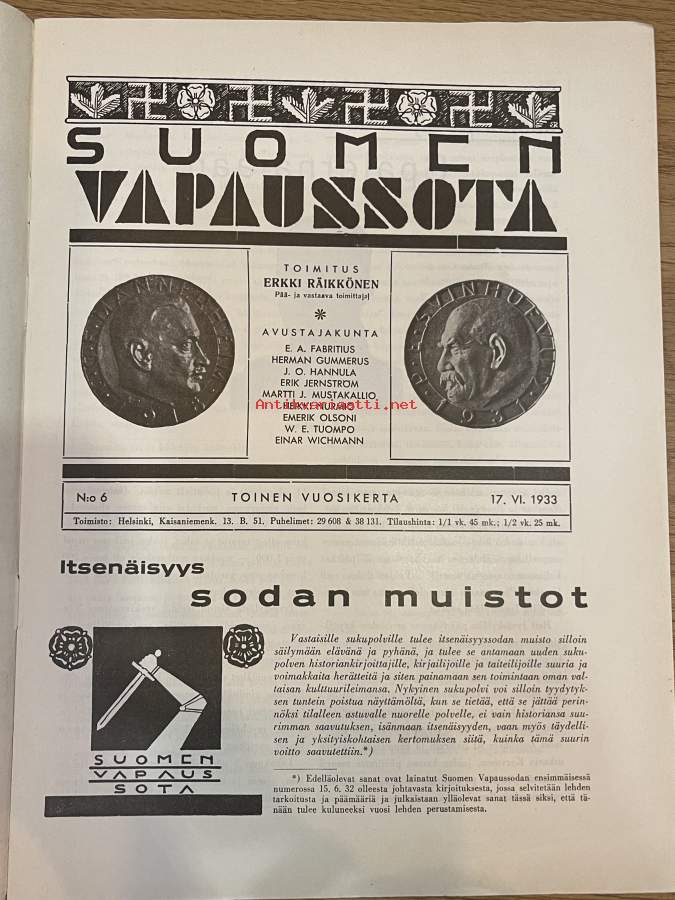 SUOMEN
VAPAUSSOTA
TOIMITUS
ERKKI RÄIKKÖNEN
Pää- ja vastaava toimittaja
AVUSTAJAKUNTA
E. A. FABRITIUS
HERMAN GUMMERUS
J. O. HANNULA
ERIK JERNSTRÖM
MARTTI J. MUSTAKALLIO
HEIKKI NURMIO
EMERIK OLSONI
W. E. TUOMPO
EINAR WICHMANN
Antikvariaatti.net
MANNERHEIM
1918
P. E. SVINHUFVUD
1931
N:o 6 TOINEN VUOSIKERTA 17. VI. 1933
Toimisto: Helsinki, Kaisaniemenk. 13. B. 51. Puhelimet: 29 608 & 38 131. Tilaushinta: 1/1 vk. 45 mk.; 1/2 vk. 25 mk.
Itsenäisyys
sodan muistot
Vastaisille sukupolville tulee itsenäisyyssodan muisto silloin
säilymään elävänä ja pyhänä, ja tulee se antamaan uuden suku-
polven historiankirjoittajille, kirjailijoille ja taiteilijoille suuria ja
voimakkaita herätteitä ja siten painamaan sen toimintaan oman val-
taisan kulttuurileimansa. Nykyinen sukupolvi voi silloin tyydytyk-
sen tuntein poistua näyttämöltä, kun se tietää, että se jättää perin-
nöksi tilalleen astuvalle nuorelle polvelle, ei vain historiansa suu-
rimman saavutuksen, isänmaan itsenäisyyden, vaan myös täydelli-
sen ja yksityiskohtaisen kertomuksen siitä, kuinka tämä suurin
voitto saavutettiin.*)
SUOMEN
VAPAUS
SOTA
*) Edelläolevat sanat ovat lainatut Suomen Vapaussodan ensimmäisessä
numerossa 15. 6. 32 olleesta johtavasta kirjoituksesta, jossa selvitetään lehden
tarkoitusta ja päämääriä ja julkaistaan ylläolevat sanat tässä siksi, että tä-
nään tulee kuluneeksi vuosi lehden perustamisesta.